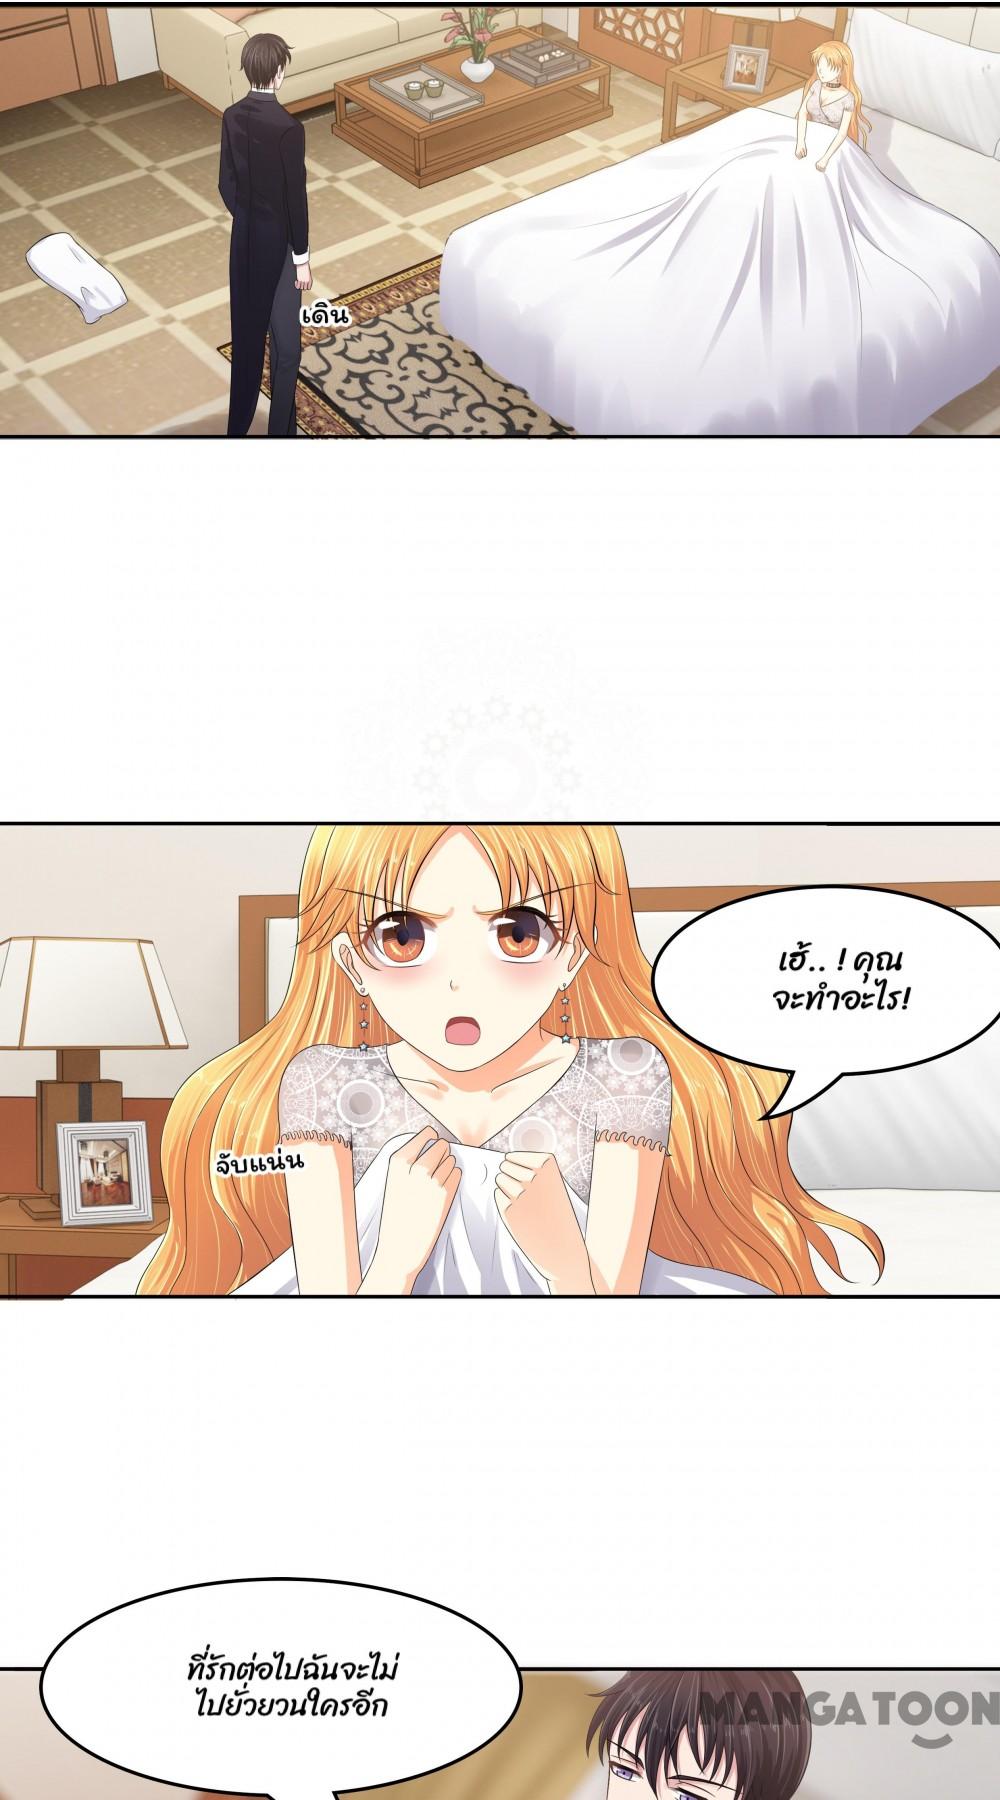 เดิน
เฮ้.. ! คุณ
จะทำอะไร!
จับแน่น
ที่รักต่อไปฉันจะไม่
ไปยั่วยวนใครอีก
MANGATOON